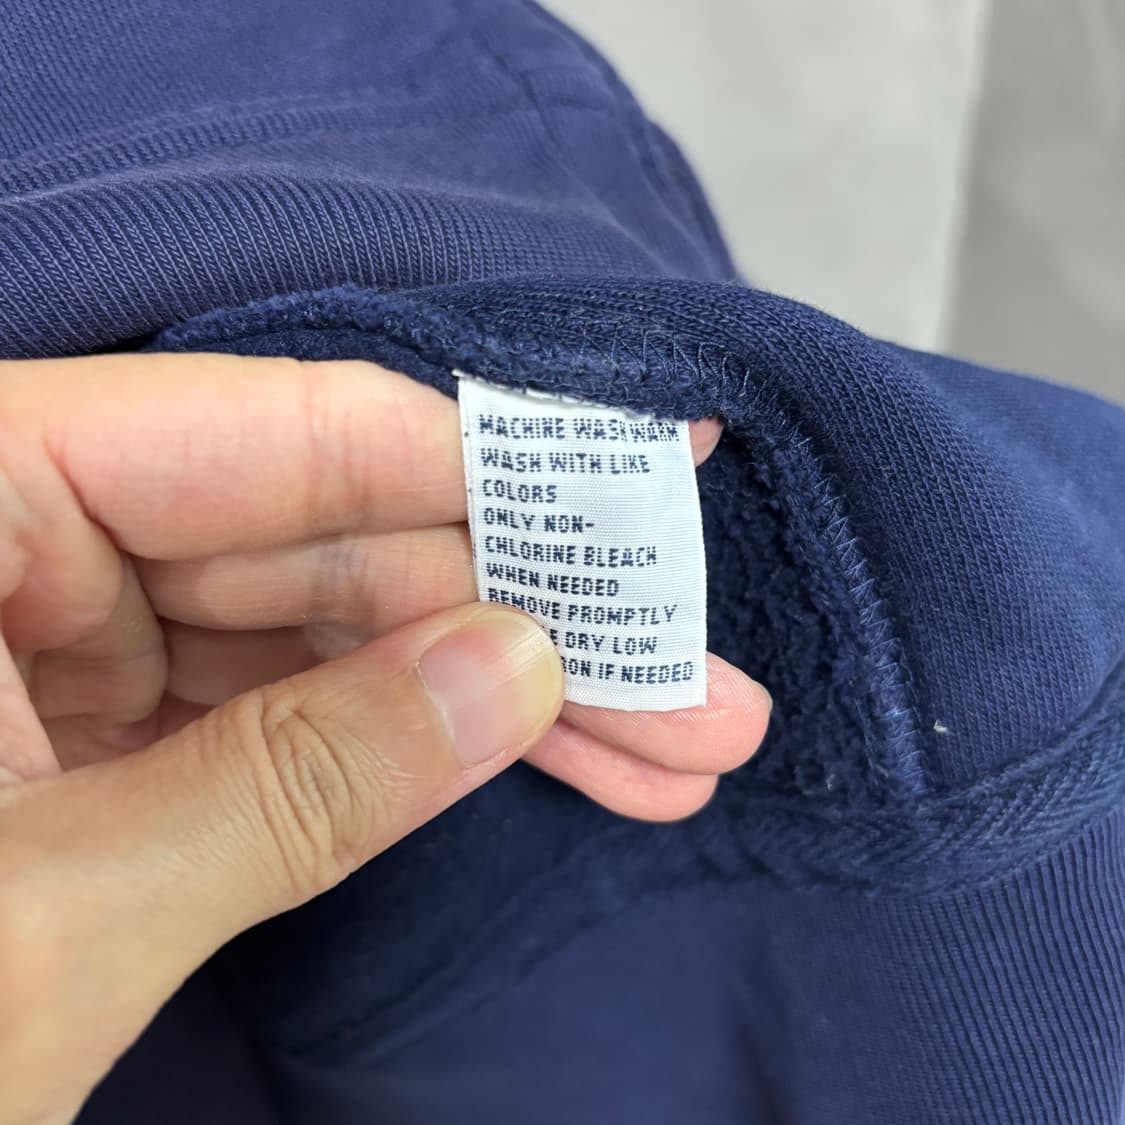 MACHINE WASH WARM
WASH WITH LIKE
COLORS
ONLY NON-
CHLORINE BLEACH
WHEN NEEDED
REMOVE PROMPTLY
DRY LOW
IF NEEDED